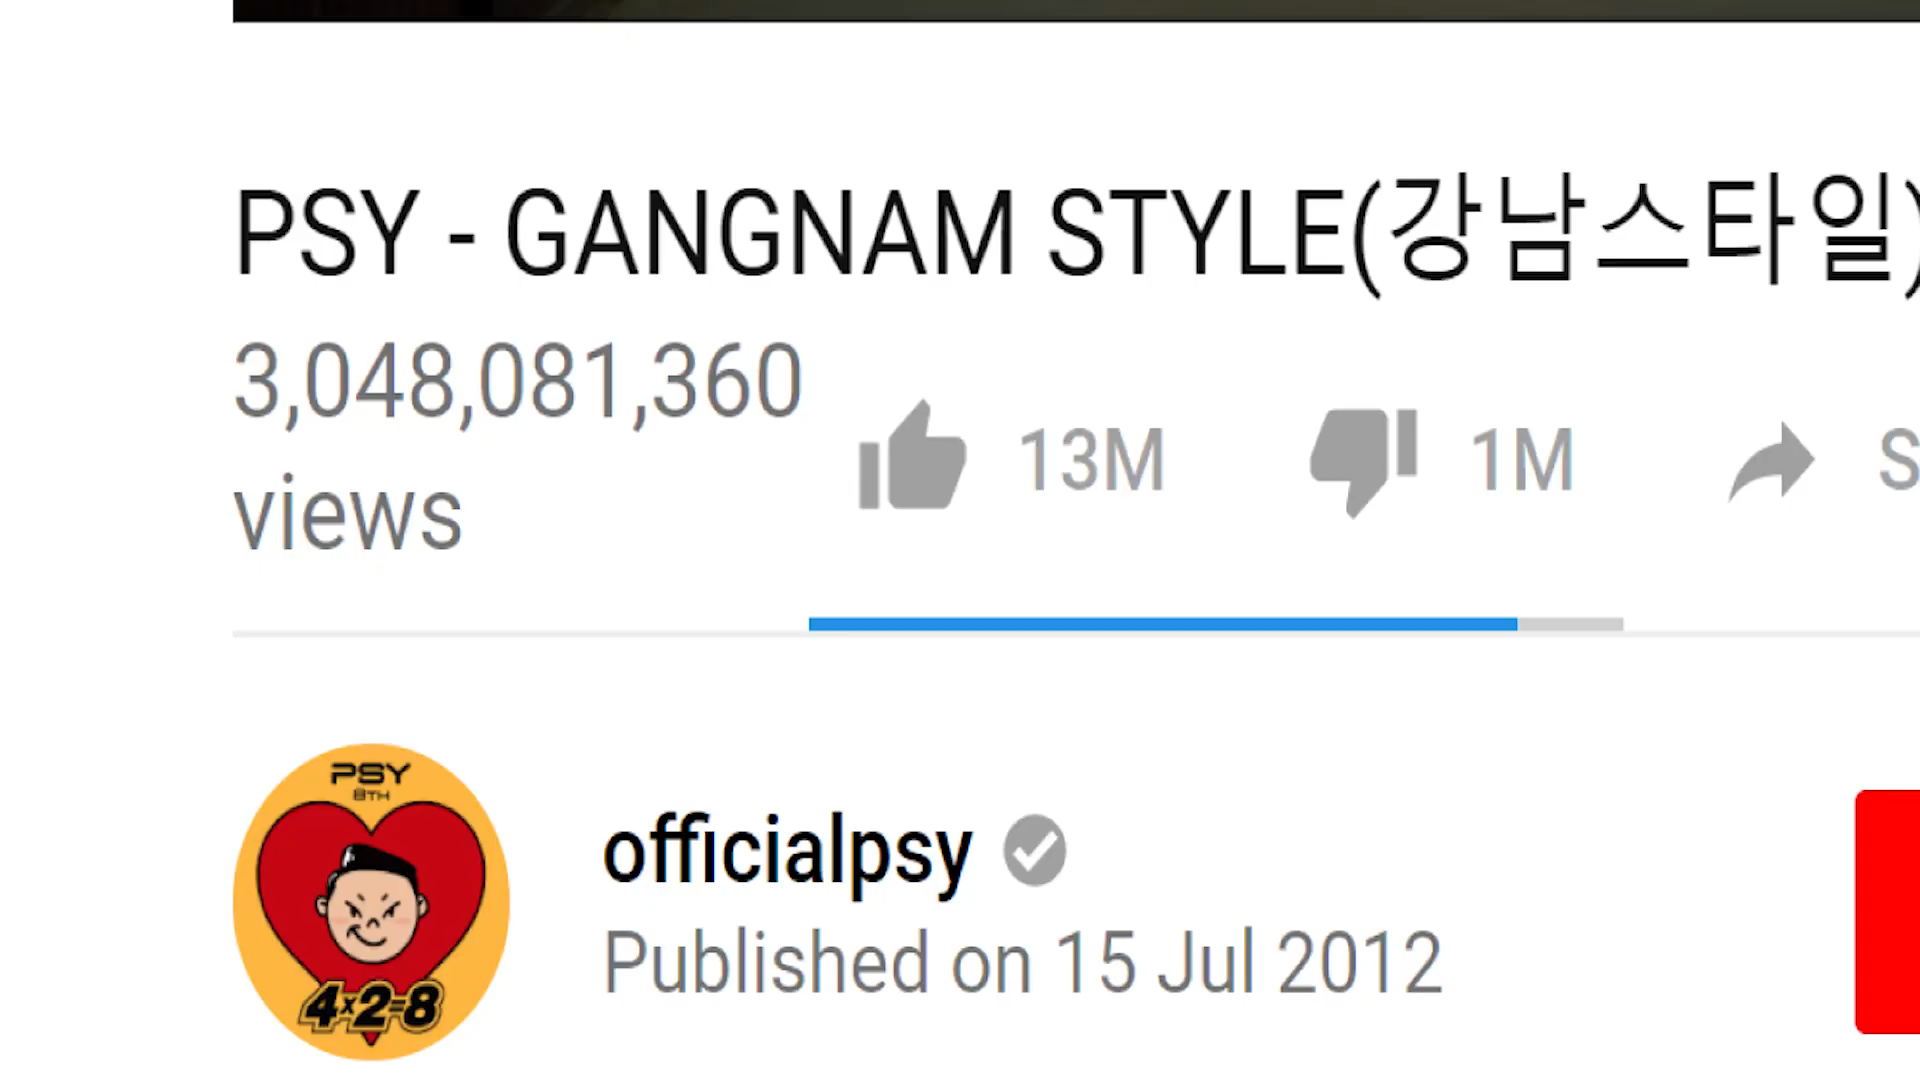 PSY - GANGNAM STYLE(강남스타일)
3,048,081,360
views
13M
1M
S
PSY
8TH
4x2=8
officialpsy
Published on 15 Jul 2012